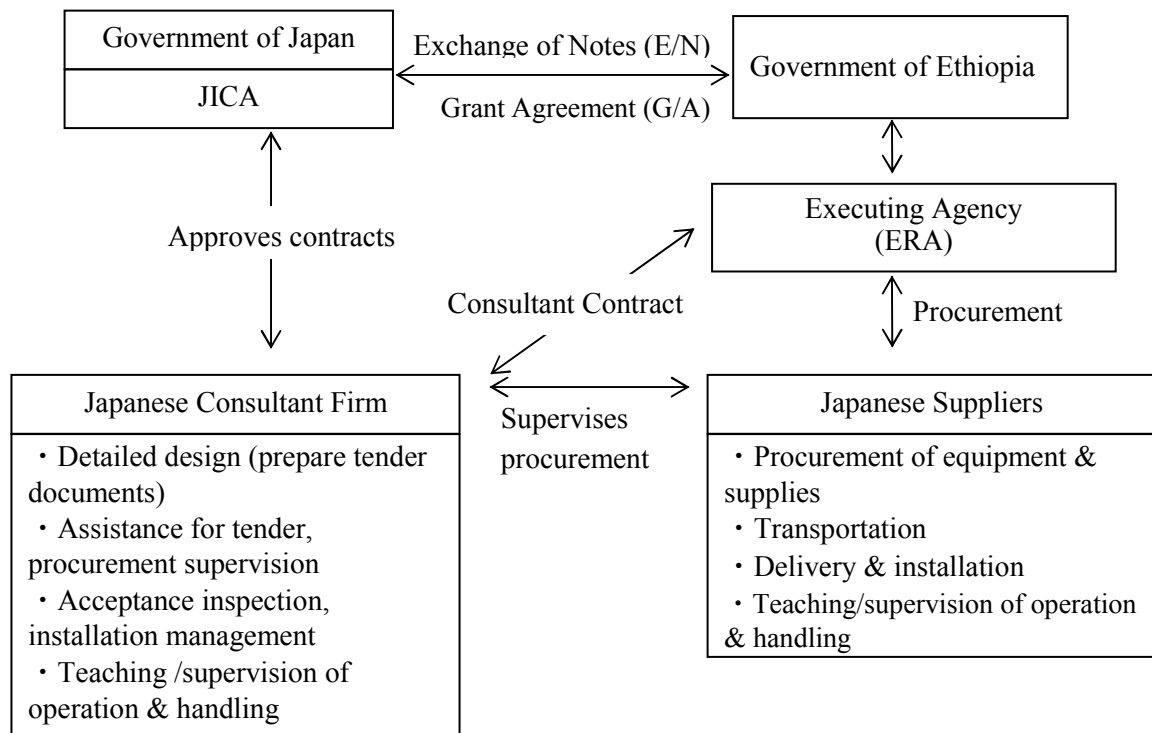 Government of Japan
JICA
Exchange of Notes (E/N)
Grant Agreement (G/A)
Government of Ethiopia
Executing Agency
(ERA)
Approves contracts
Consultant Contract
Procurement
Japanese Consultant Firm
・Detailed design (prepare tender
documents)
・Assistance for tender,
procurement supervision
・Acceptance inspection,
installation management
・Teaching /supervision of
operation & handling
Supervises
procurement
Japanese Suppliers
・Procurement of equipment &
supplies
・Transportation
・Delivery & installation
・Teaching/supervision of operation
& handling